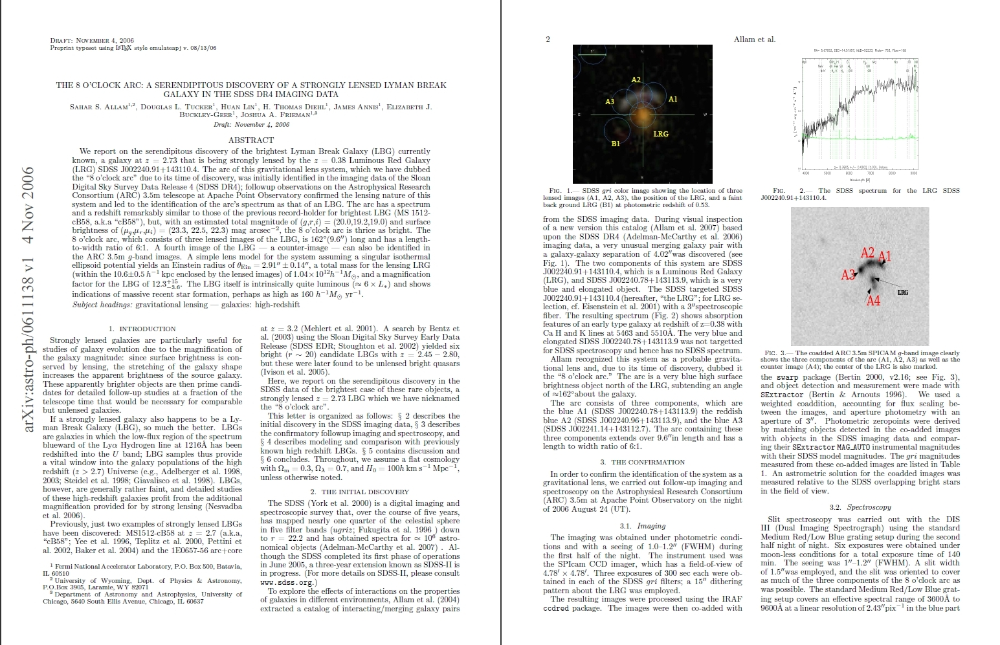 arXiv:astro-ph/0611138 v1 4 Nov 2006
DRAFT: NOVEMBER 4, 2006
Preprint typeset using LATEX style emulateapj v. 08/13/06
THE 8 O'CLOCK ARC: A SERENDIPITOUS DISCOVERY OF A STRONGLY LENSED LYMAN BREAK
GALAXY IN THE SDSS DR4 IMAGING DATA
SAHAR S. ALLAM1,2, DOUGLAS L. TUCKER1, HUAN LIN1, H. THOMAS DIEHL1, JAMES ANNIS1, ELIZABETH J.
BUCKLEY-GEER1, JOSHUA A. FRIEMAN1,3
Draft: November 4, 2006
ABSTRACT
We report on the serendipitous discovery of the brightest Lyman Break Galaxy (LBG) currently
known, a galaxy at z = 2.73 that is being strongly lensed by the z = 0.38 Luminous Red Galaxy
(LRG) SDSS J002240.91+143110.4. The arc of this gravitational lens system, which we have dubbed
the "8 o'clock arc" due to its time of discovery, was initially identified in the imaging data of the Sloan
Digital Sky Survey Data Release 4 (SDSS DR4); followup observations on the Astrophysical Research
Consortium (ARC) 3.5m telescope at Apache Point Observatory confirmed the lensing nature of this
system and led to the identification of the arc's spectrum as that of an LBG. The arc has a spectrum
and a redshift remarkably similar to those of the previous record-holder for brightest LBG (MS 1512-
cB58, a.k.a "cB58"), but, with an estimated total magnitude of (g,r,i) = (20.0,19.2,19.0) and surface
brightness of (μg,μr,μi) = (23.3, 22.5, 22.3) mag arcsec−2, the 8 o'clock arc is thrice as bright. The
8 o'clock arc, which consists of three lensed images of the LBG, is 162°(9.6″) long and has a length-
to-width ratio of 6:1. A fourth image of the LBG — a counter-image — can also be identified in
the ARC 3.5m g-band images. A simple lens model for the system assuming a singular isothermal
ellipsoid potential yields an Einstein radius of θEin = 2.91″ ± 0.14″, a total mass for the lensing LRG
(within the 10.6±0.5 h−1 kpc enclosed by the lensed images) of 1.04×10^12 h−1M⊙, and a magnification
factor for the LBG of 12.3+15−3.6. The LBG itself is intrinsically quite luminous (≈ 6 × L*) and shows
indications of massive recent star formation, perhaps as high as 160 h−1M⊙ yr−1.
Subject headings: gravitational lensing — galaxies: high-redshift
1. INTRODUCTION
Strongly lensed galaxies are particularly useful for
studies of galaxy evolution due to the magnification of
the galaxy magnitude: since surface brightness is con-
served by lensing, the stretching of the galaxy shape
increases the apparent brightness of the source galaxy.
These apparently brighter objects are then prime candi-
dates for detailed follow-up studies at a fraction of the
telescope time that would be necessary for comparable
but unlensed galaxies.
If a strongly lensed galaxy also happens to be a Ly-
man Break Galaxy (LBG), so much the better. LBGs
are galaxies in which the low-flux region of the spectrum
blueward of the Lyα Hydrogen line at 1216Å has been
redshifted into the U band; LBG samples thus provide
a vital window into the galaxy populations of the high
redshift (z > 2.7) Universe (e.g., Adelberger et al. 1998,
2003; Steidel et al. 1998; Giavalisco et al. 1998). LBGs,
however, are generally rather faint, and detailed studies
of these high-redshift galaxies profit from the additional
magnification provided for by strong lensing (Nesvadba
et al. 2006).
Previously, just two examples of strongly lensed LBGs
have been discovered: MS1512-cB58 at z = 2.7 (a.k.a,
"cB58"; Yee et al. 1996, Teplitz et al. 2000, Pettini et
al. 2002, Baker et al. 2004) and the 1E0657-56 arc+core
1 Fermi National Accelerator Laboratory, P.O. Box 500, Batavia,
IL 60510
2 University of Wyoming, Dept. of Physics & Astronomy,
P.O.Box 3905, Laramie, WY 82071
3 Department of Astronomy and Astrophysics, University of
Chicago, 5640 South Ellis Avenue, Chicago, IL 60637
at z = 3.2 (Mehlert et al. 2001). A search by Bentz et
al. (2003) using the Sloan Digital Sky Survey Early Data
Release (SDSS EDR; Stoughton et al. 2002) yielded six
bright (r ∼ 20) candidate LBGs with z = 2.45 − 2.80,
but these were later found to be unlensed bright quasars
(Ivison et al. 2005).
Here, we report on the serendipitous discovery in the
SDSS data of the brightest case of these rare objects, a
strongly lensed z = 2.73 LBG which we have nicknamed
the "8 o'clock arc".
This letter is organized as follows: § 2 describes the
initial discovery in the SDSS imaging data, § 3 describes
the confirmatory followup imaging and spectroscopy, and
§ 4 describes modeling and comparison with previously
known high redshift LBGs. § 5 contains discussion and
§ 6 concludes. Throughout, we assume a flat cosmology
with Ωm = 0.3, Ωλ = 0.7, and H0 = 100h km s−1 Mpc−1,
unless otherwise noted.
2. THE INITIAL DISCOVERY
The SDSS (York et al. 2000) is a digital imaging and
spectroscopic survey that, over the course of five years,
has mapped nearly one quarter of the celestial sphere
in five filter bands (ugriz; Fukugita et al. 1996 ) down
to r = 22.2 and has obtained spectra for ≈ 10^6 astro-
nomical objects (Adelman-McCarthy et al. 2007) . Al-
though the SDSS completed its first phase of operations
in June 2005, a three-year extension known as SDSS-II is
in progress. (For more details on SDSS-II, please consult
www.sdss.org.)
To explore the effects of interactions on the properties
of galaxies in different environments, Allam et al. (2004)
extracted a catalog of interacting/merging galaxy pairs
2
Allam et al.
N
A2
A1
A3
E
W
LRG
B1
S
FIG. 1.— SDSS gri color image showing the location of three
lensed images (A1, A2, A3), the position of the LRG, and a faint
back ground LRG (B1) at photometric redshift of 0.53.
from the SDSS imaging data. During visual inspection
of a new version this catalog (Allam et al. 2007) based
upon the SDSS DR4 (Adelman-McCarthy et al. 2006)
imaging data, a very unusual merging galaxy pair with
a galaxy-galaxy separation of 4.02″was discovered (see
Fig. 1). The two components of this system are SDSS
J002240.91+143110.4, which is a Luminous Red Galaxy
(LRG), and SDSS J002240.78+143113.9, which is a very
blue and elongated object. The SDSS targeted SDSS
J002240.91+143110.4 (hereafter, "the LRG"; for LRG se-
lection, cf. Eisenstein et al. 2001) with a 3″spectroscopic
fiber. The resulting spectrum (Fig. 2) shows absorption
features of an early type galaxy at redshift of z=0.38 with
Ca H and K lines at 5463 and 5510Å. The very blue and
elongated SDSS J002240.78+143113.9 was not targetted
for SDSS spectroscopy and hence has no SDSS spectrum.
Allam recognized this system as a probable gravita-
tional lens and, due to its time of discovery, dubbed it
the "8 o'clock arc." The arc is a very blue high surface
brightness object north of the LRG, subtending an angle
of ≈162°about the galaxy.
The arc consists of three components, which are
the blue A1 (SDSS J002240.78+143113.9) the reddish
blue A2 (SDSS J002240.96+143113.9), and the blue A3
(SDSS J002241.14+143112.7). The arc containing these
three components extends over 9.6″in length and has a
length to width ratio of 6:1.
3. THE CONFIRMATION
In order to confirm the identification of the system as a
gravitational lens, we carried out follow-up imaging and
spectroscopy on the Astrophysical Research Consortium
(ARC) 3.5m at Apache Point Observatory on the night
of 2006 August 24 (UT).
3.1. Imaging
The imaging was obtained under photometric condi-
tions and with a seeing of 1.0–1.2″ (FWHM) during
the first half of the night. The instrument used was
the SPIcam CCD imager, which has a field-of-view of
4.78′ × 4.78′. Three exposures of 300 sec each were ob-
tained in each of the SDSS gri filters; a 15″ dithering
pattern about the LRG was employed.
The resulting images were processed using the IRAF
ccdred package. The images were then co-added with
4000 5000 6000 7000 8000 9000
Wavelength [Å]
FIG. 2.— The SDSS spectrum for the LRG SDSS
J002240.91+143110.4.
A2 A1
A3
LRG
A4
FIG. 3.— The coadded ARC 3.5m SPICAM g-band image clearly
shows the three components of the arc (A1, A2, A3) as well as the
counter image (A4); the center of the LRG is also marked.
the swarp package (Bertin 2000, v2.16; see Fig. 3),
and object detection and measurement were made with
SExtractor (Bertin & Arnouts 1996). We used a
weighted coaddition, accounting for flux scaling be-
tween the images, and aperture photometry with an
aperture of 3″. Photometric zeropoints were derived
by matching objects detected in the co-added images
with objects in the SDSS imaging data and compar-
ing their SExtractor MAG_AUTO instrumental magnitudes
with their SDSS model magnitudes. The gri magnitudes
measured from these co-added images are listed in Table
1. An astrometric solution for the coadded images was
measured relative to the SDSS overlapping bright stars
in the field of view.
3.2. Spectroscopy
Slit spectroscopy was carried out with the DIS
III (Dual Imaging Spectrograph) using the standard
Medium Red/Low Blue grating setup during the second
half night of night. Six exposures were obtained under
moon-less conditions for a total exposure time of 140
min. The seeing was 1″–1.2″ (FWHM). A slit width
of 1.5″was employed, and the slit was oriented to cover
as much of the three components of the 8 o'clock arc as
was possible. The standard Medium Red/Low Blue grat-
ing setup covers an effective spectral range of 3600Å to
9600Å at a linear resolution of 2.43″pix−1 in the blue part